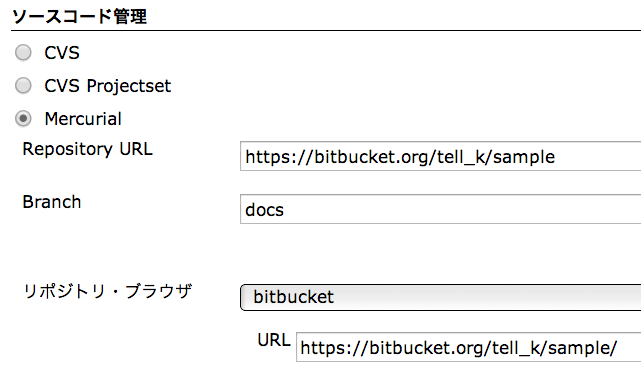 ソースコード管理
CVS
CVS Projectset
Mercurial
Repository URL
https://bitbucket.org/tell_k/sample
Branch
docs
リポジトリ・ブラウザ
bitbucket
URL
https://bitbucket.org/tell_k/sample/